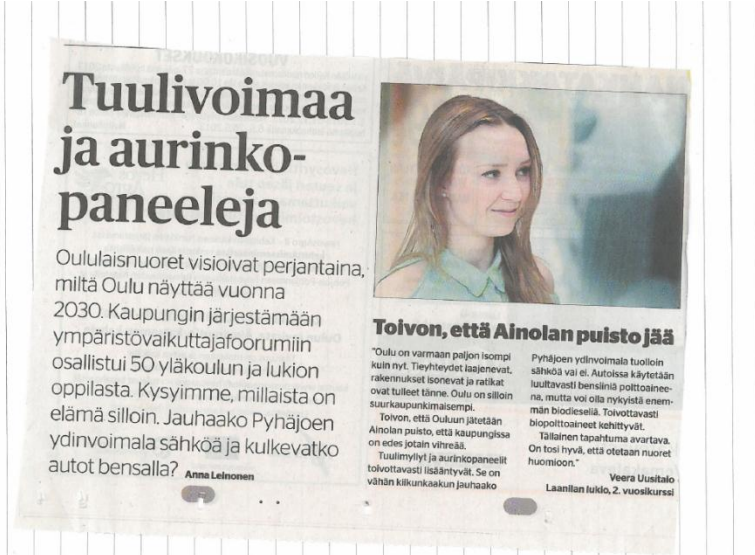 Tuulivoimaa
ja aurinko-
paneeleja
Oululaisnuoret visioivat perjantaina,
miltä Oulu näyttää vuonna
2030. Kaupungin järjestämään
ympäristövaikuttajafoorumiin
osallistui 50 yläkoulun ja lukion
oppilasta. Kysyimme, millaista on
elämä silloin. Jauhaako Pyhäjoen
ydinvoimala sähköä ja kulkevatko
autot bensalla? Anna Leinonen
Toivon, että Ainolan puisto jää
"Oulu on varmaan paljon isompi
kuin nyt. Tieyhteydet laajenevat,
rakennukset isonevat ja ratikat
ovat tulleet tänne. Oulu on silloin
suurkaupunkimaisempi.
Toivon, että Ouluun jätetään
Ainolan puisto, että kaupungissa
on edes jotain vihreää.
Tuulimyllyt ja aurinkopaneelit
toivottavasti lisääntyvät. Se on
vähän kiikunkaakun jauhaako
Pyhäjoen ydinvoimala tuolloin
sähköä vai ei. Autoissa käytetään
luultavasti bensiiniä polttoainee-
na, mutta voi olla nykyistä enem-
män biodieseliä. Toivottavasti
biopolttoaineet kehittyvät.
Tällainen tapahtuma avartava.
On tosi hyvä, että otetaan nuoret
huomioon."
Veera Uusitalo
Laanilan lukio, 2. vuosikurssi